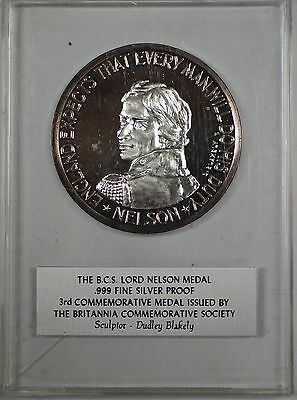 ENGLAND EXPECTS THAT EVERY MAN WILL DO HIS DUTY
★ NELSON ★
THE B.C.S. LORD NELSON MEDAL
.999 FINE SILVER PROOF
3rd COMMEMORATIVE MEDAL ISSUED BY
THE BRITANNIA COMMEMORATIVE SOCIETY
Sculptor - Dudley Blakely